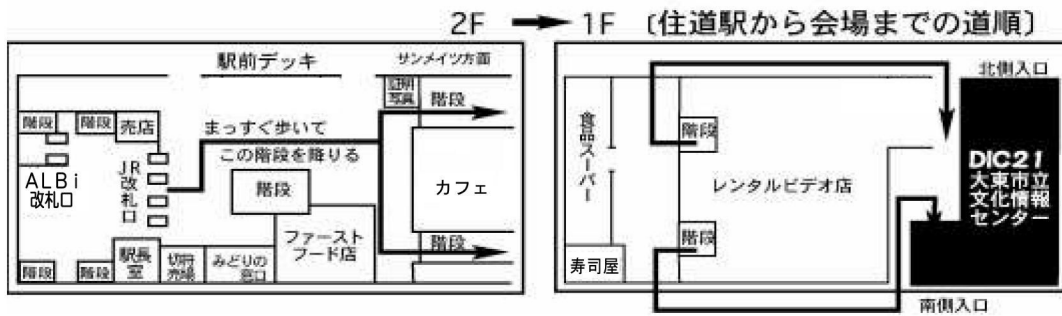 2F → 1F 〔住道駅から会場までの道順〕
駅前デッキ
サンメイツ方面
証明
写真
階段
階段
階段
売店
まっすぐ歩いて
この階段を降りる
ALBi
改札口
JR
改札口
階段
カフェ
ファースト
フード店
階段
階段
階段
駅長
室
切符
売場
みどりの
窓口
北側入口
食品スーパー
階段
レンタルビデオ店
階段
寿司屋
DIC21
大東市立
文化情報
センター
南側入口